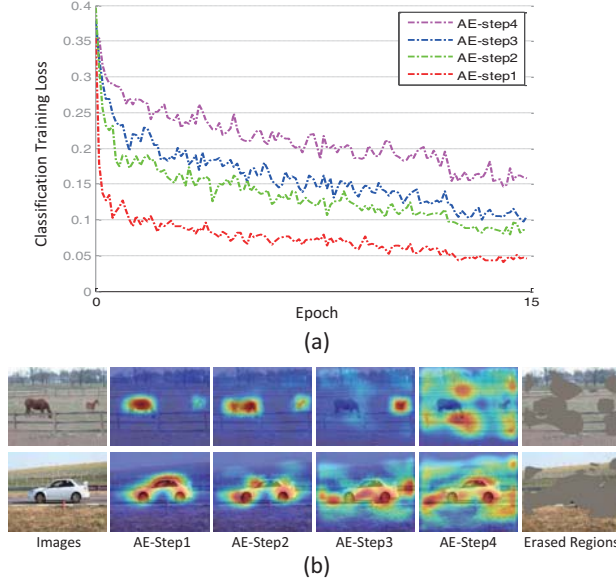 0.4
0.35
0.3
0.25
0.2
0.15
0.1
0.05
0
Classification Training Loss
AE-step4
AE-step3
AE-step2
AE-step1
0
15
Epoch
(a)
Images AE-Step1 AE-Step2 AE-Step3 AE-Step4 Erased Regions
(b)